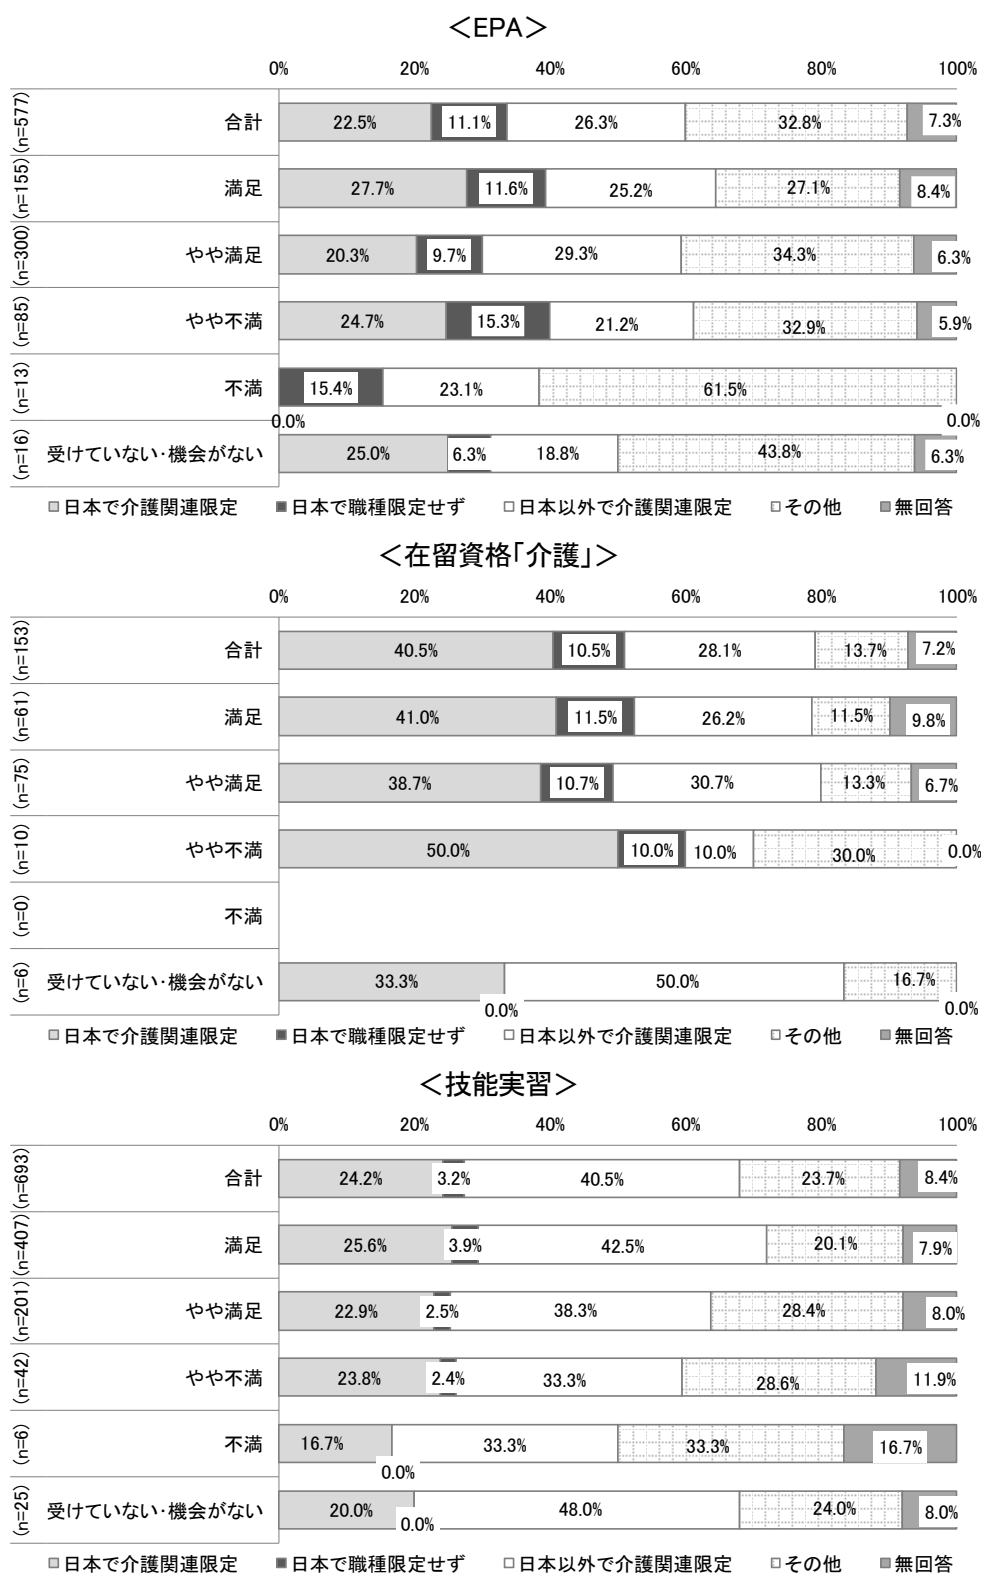 ＜EPA＞
0% 20% 40% 60% 80% 100%
(n=577) 合計 22.5% 11.1% 26.3% 32.8% 7.3%
(n=155) 満足 27.7% 11.6% 25.2% 27.1% 8.4%
(n=300) やや満足 20.3% 9.7% 29.3% 34.3% 6.3%
(n=85) やや不満 24.7% 15.3% 21.2% 32.9% 5.9%
(n=13) 不満 15.4% 23.1% 61.5%
0.0% 0.0%
(n=16) 受けていない･機会がない 25.0% 6.3% 18.8% 43.8% 6.3%
日本で介護関連限定 日本で職種限定せず 日本以外で介護関連限定 その他 無回答
＜在留資格｢介護｣＞
0% 20% 40% 60% 80% 100%
(n=153) 合計 40.5% 10.5% 28.1% 13.7% 7.2%
(n=61) 満足 41.0% 11.5% 26.2% 11.5% 9.8%
(n=75) やや満足 38.7% 10.7% 30.7% 13.3% 6.7%
(n=10) やや不満 50.0% 10.0% 10.0% 30.0% 0.0%
(n=0) 不満
(n=6) 受けていない･機会がない 33.3% 50.0% 16.7%
0.0% 0.0%
日本で介護関連限定 日本で職種限定せず 日本以外で介護関連限定 その他 無回答
＜技能実習＞
0% 20% 40% 60% 80% 100%
(n=693) 合計 24.2% 3.2% 40.5% 23.7% 8.4%
(n=407) 満足 25.6% 3.9% 42.5% 20.1% 7.9%
(n=201) やや満足 22.9% 2.5% 38.3% 28.4% 8.0%
(n=42) やや不満 23.8% 2.4% 33.3% 28.6% 11.9%
(n=6) 不満 16.7% 33.3% 33.3% 16.7%
0.0%
(n=25) 受けていない･機会がない 20.0% 0.0% 48.0% 24.0% 8.0%
日本で介護関連限定 日本で職種限定せず 日本以外で介護関連限定 その他 無回答